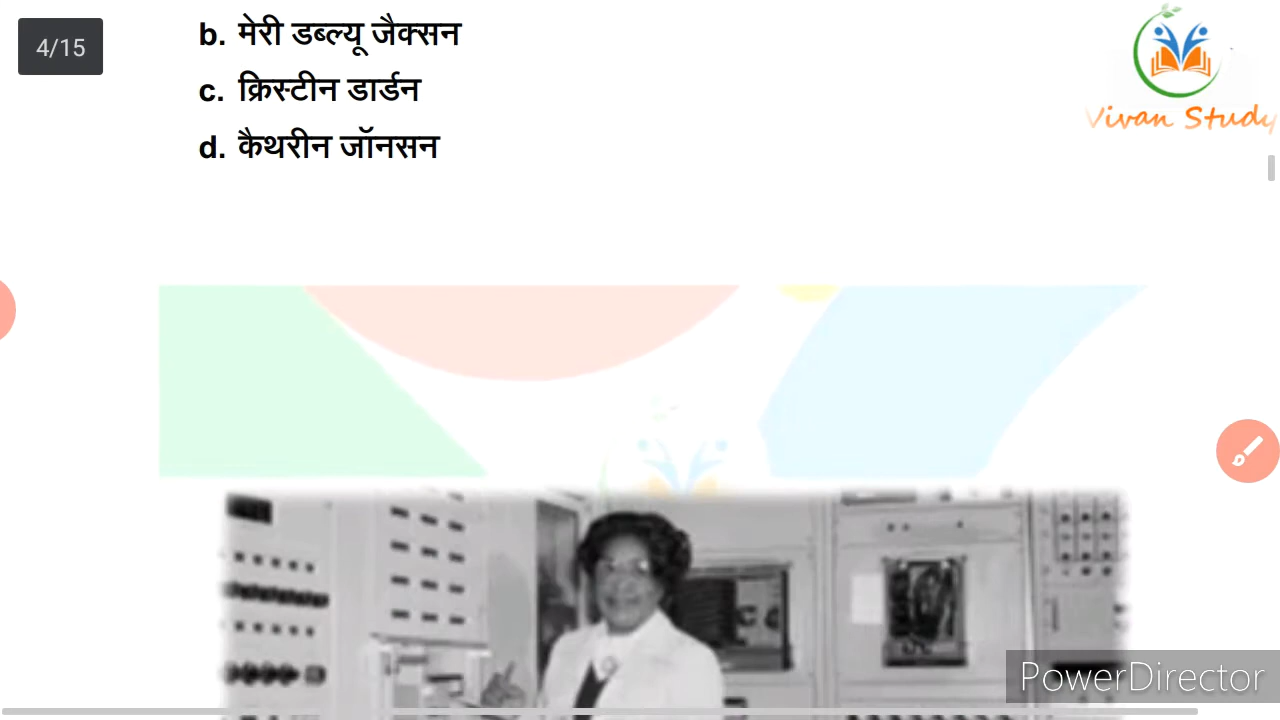 4/15
b. मेरी डब्ल्यू जैक्सन
c. क्रिस्टीन डार्डन
d. कैथरीन जॉनसन
Vivan Study
PowerDirector